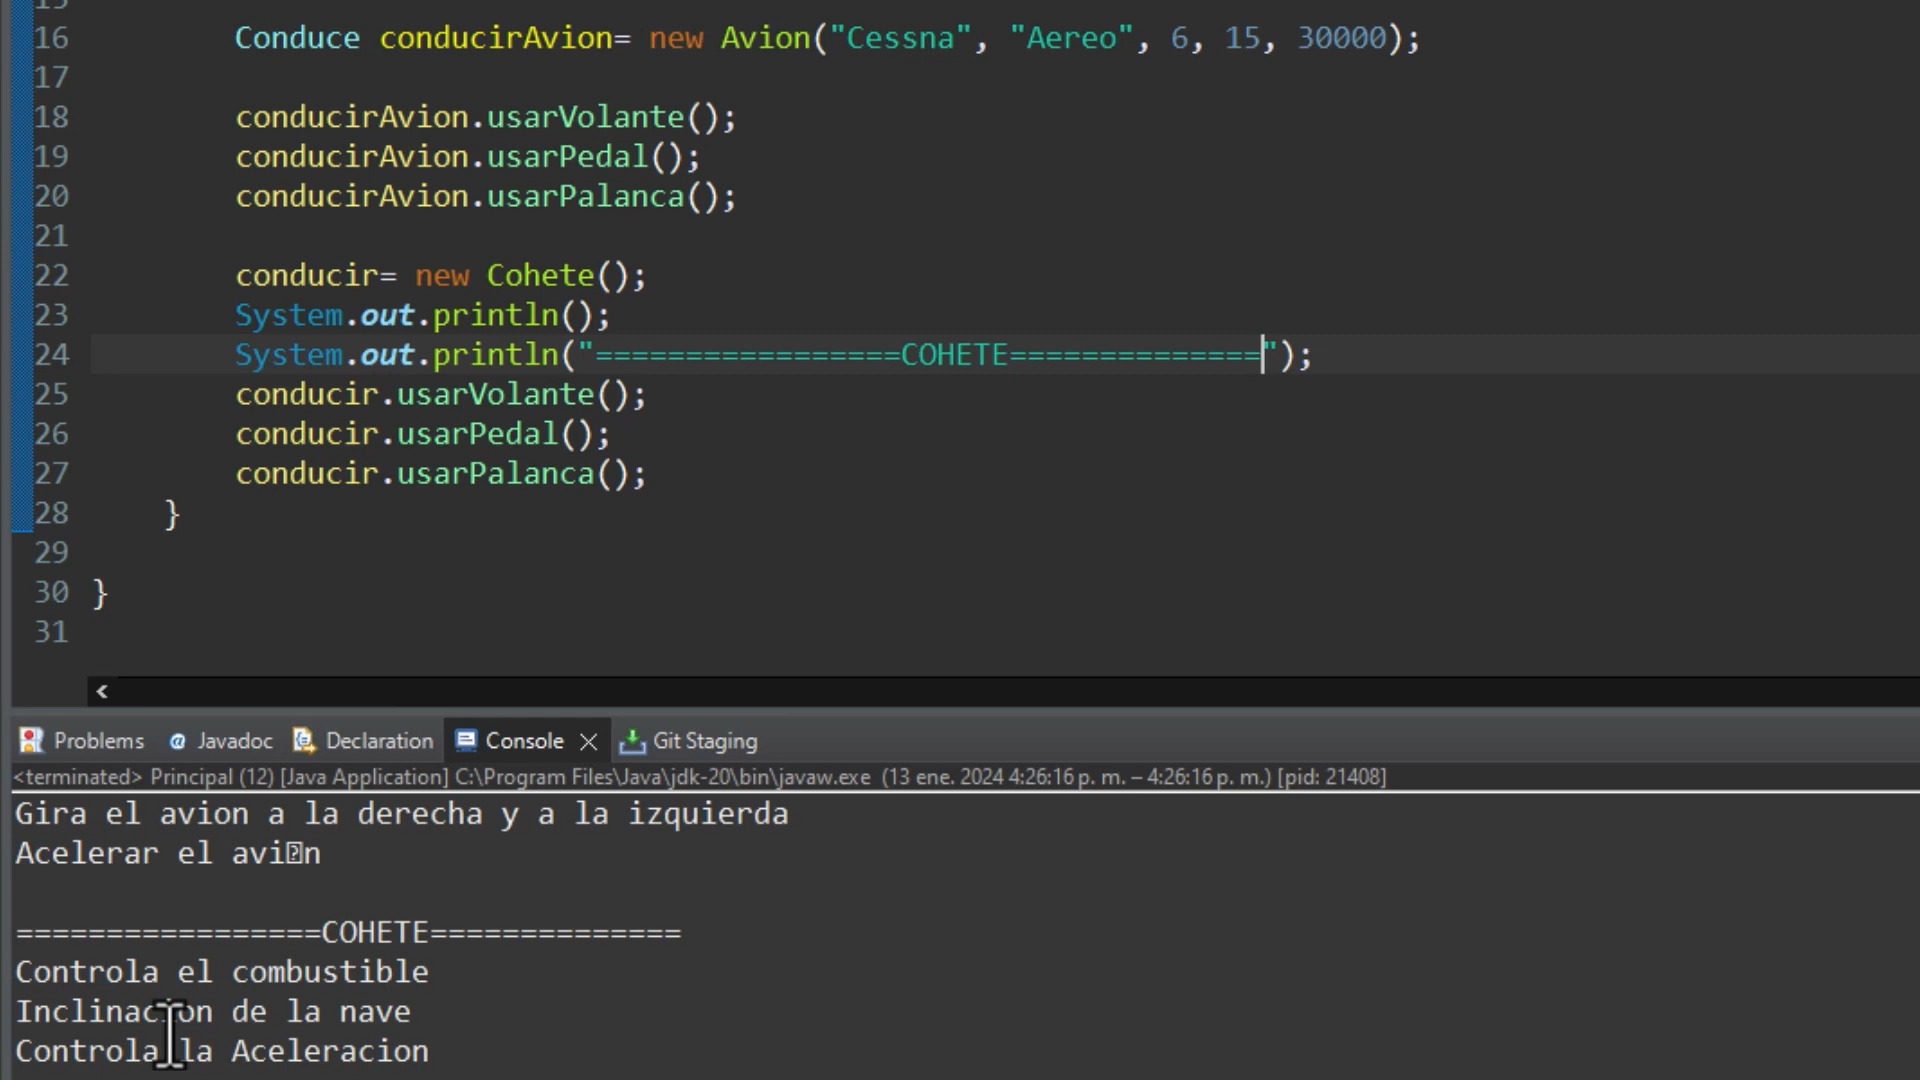 15
16 Conduce conducirAvion= new Avion("Cessna", "Aereo", 6, 15, 30000);
17
18 conducirAvion.usarVolante();
19 conducirAvion.usarPedal();
20 conducirAvion.usarPalanca();
21
22 conducir= new Cohete();
23 System.out.println();
24 System.out.println("=================COHETE==============");
25 conducir.usarVolante();
26 conducir.usarPedal();
27 conducir.usarPalanca();
28 }
29
30 }
31
Problems @ Javadoc Declaration Console Git Staging
<terminated> Principal (12) [Java Application] C:\Program Files\Java\jdk-20\bin\javaw.exe (13 ene. 2024 4:26:16 p. m. – 4:26:16 p. m.) [pid: 21408]
Gira el avion a la derecha y a la izquierda
Acelerar el avi�n
=================COHETE==============
Controla el combustible
Inclinacion de la nave
Controla la Aceleracion